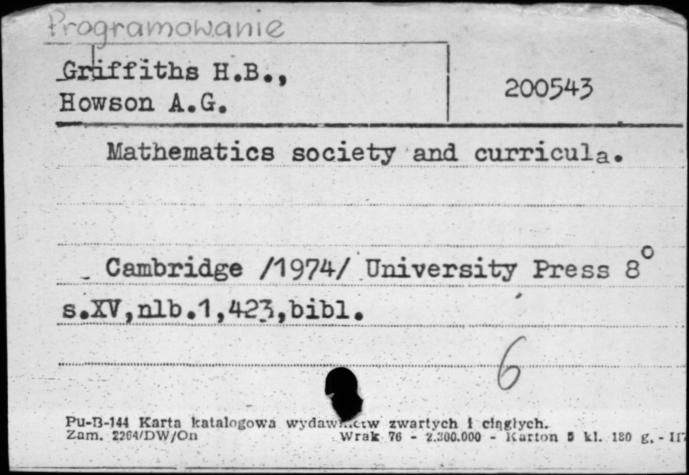 Programowanie
Griffiths H.B.,
Howson A.G.
200543
Mathematics society and curricula.
Cambridge /1974/ University Press 8°
s.XV,nlb.1,423,bibl.
6
Pu-B-144 Karta katalogowa wydawnictw zwartych i ciągłych.
Zam. 2264/DW/On Wrak 76 - 2.300.000 - Karton 5 kl. 180 g. -